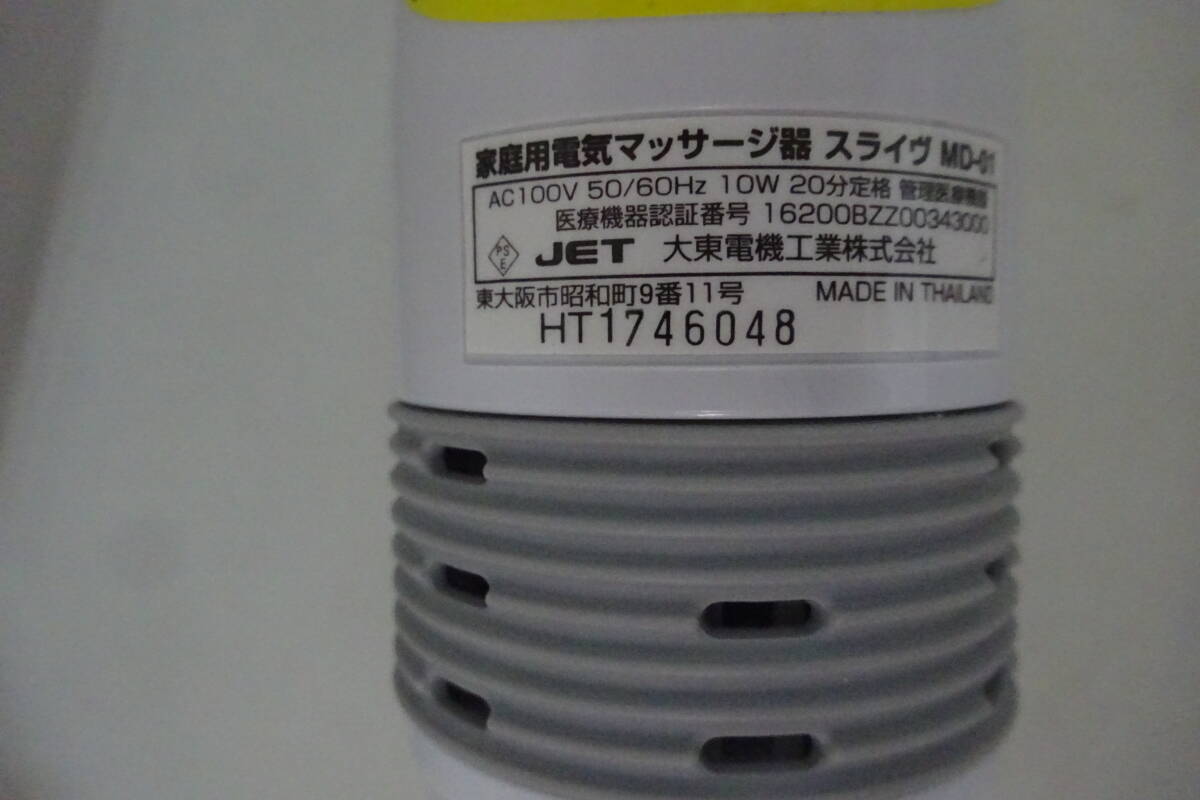 家庭用電気マッサージ器 スライヴ MD-01
AC100V 50/60Hz 10W 20分定格 管理医療機器
医療機器認証番号 16200BZZ00343000
PSE JET 大東電機工業株式会社
東大阪市昭和町9番11号 MADE IN THAILAND
HT1746048